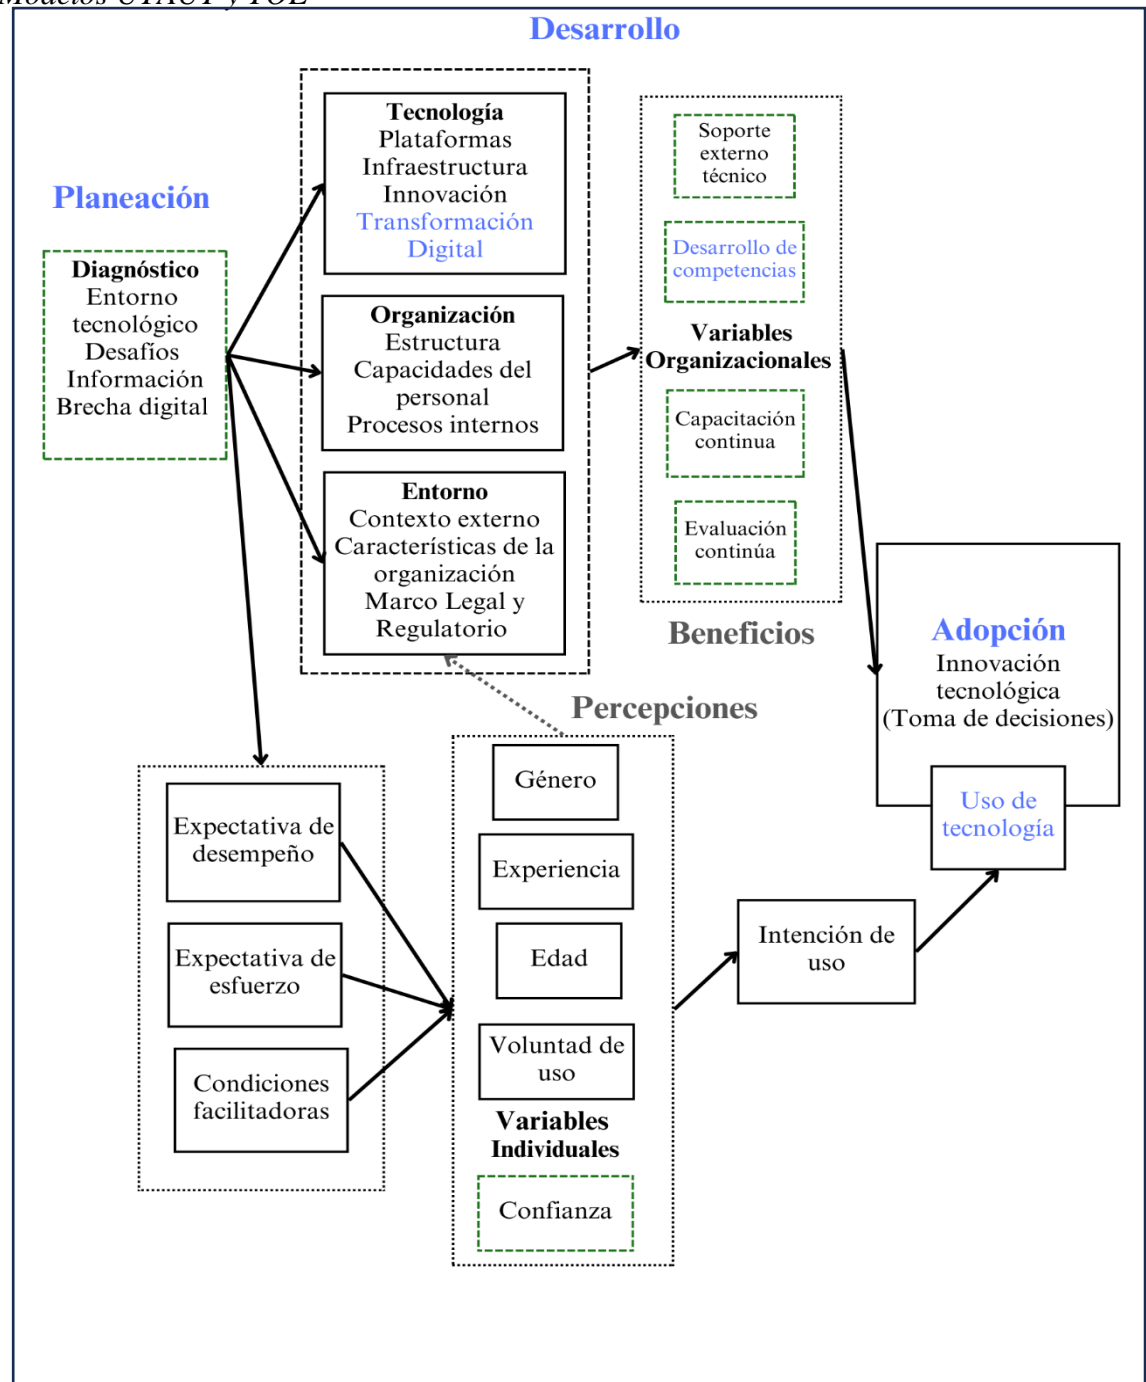 Modelos UTAUT y TOE
Desarrollo
Planeación
Diagnóstico
Entorno
tecnológico
Desafíos
Información
Brecha digital
Tecnología
Plataformas
Infraestructura
Innovación
Transformación
Digital
Organización
Estructura
Capacidades del
personal
Procesos internos
Entorno
Contexto externo
Características de la
organización
Marco Legal y
Regulatorio
Soporte
externo
técnico
Desarrollo de
competencias
Variables
Organizacionales
Capacitación
continua
Evaluación
continúa
Beneficios
Adopción
Innovación
tecnológica
(Toma de decisiones)
Uso de
tecnología
Percepciones
Expectativa de
desempeño
Expectativa de
esfuerzo
Condiciones
facilitadoras
Género
Experiencia
Edad
Voluntad de
uso
Variables
Individuales
Confianza
Intención de
uso